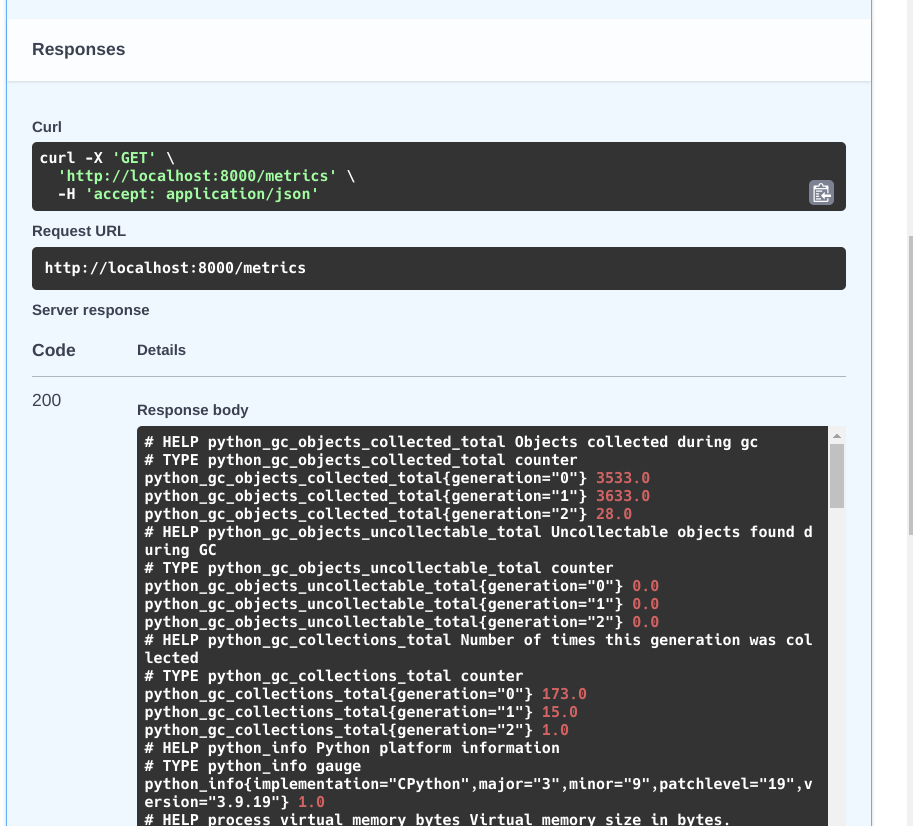 Responses
Curl
curl -X 'GET' \
  'http://localhost:8000/metrics' \
  -H 'accept: application/json'
Request URL
http://localhost:8000/metrics
Server response
Code Details
200
Response body
# HELP python_gc_objects_collected_total Objects collected during gc
# TYPE python_gc_objects_collected_total counter
python_gc_objects_collected_total{generation="0"} 3533.0
python_gc_objects_collected_total{generation="1"} 3633.0
python_gc_objects_collected_total{generation="2"} 28.0
# HELP python_gc_objects_uncollectable_total Uncollectable objects found d
uring GC
# TYPE python_gc_objects_uncollectable_total counter
python_gc_objects_uncollectable_total{generation="0"} 0.0
python_gc_objects_uncollectable_total{generation="1"} 0.0
python_gc_objects_uncollectable_total{generation="2"} 0.0
# HELP python_gc_collections_total Number of times this generation was col
lected
# TYPE python_gc_collections_total counter
python_gc_collections_total{generation="0"} 173.0
python_gc_collections_total{generation="1"} 15.0
python_gc_collections_total{generation="2"} 1.0
# HELP python_info Python platform information
# TYPE python_info gauge
python_info{implementation="CPython",major="3",minor="9",patchlevel="19",v
ersion="3.9.19"} 1.0
# HELP process_virtual_memory_bytes Virtual memory size in bytes.